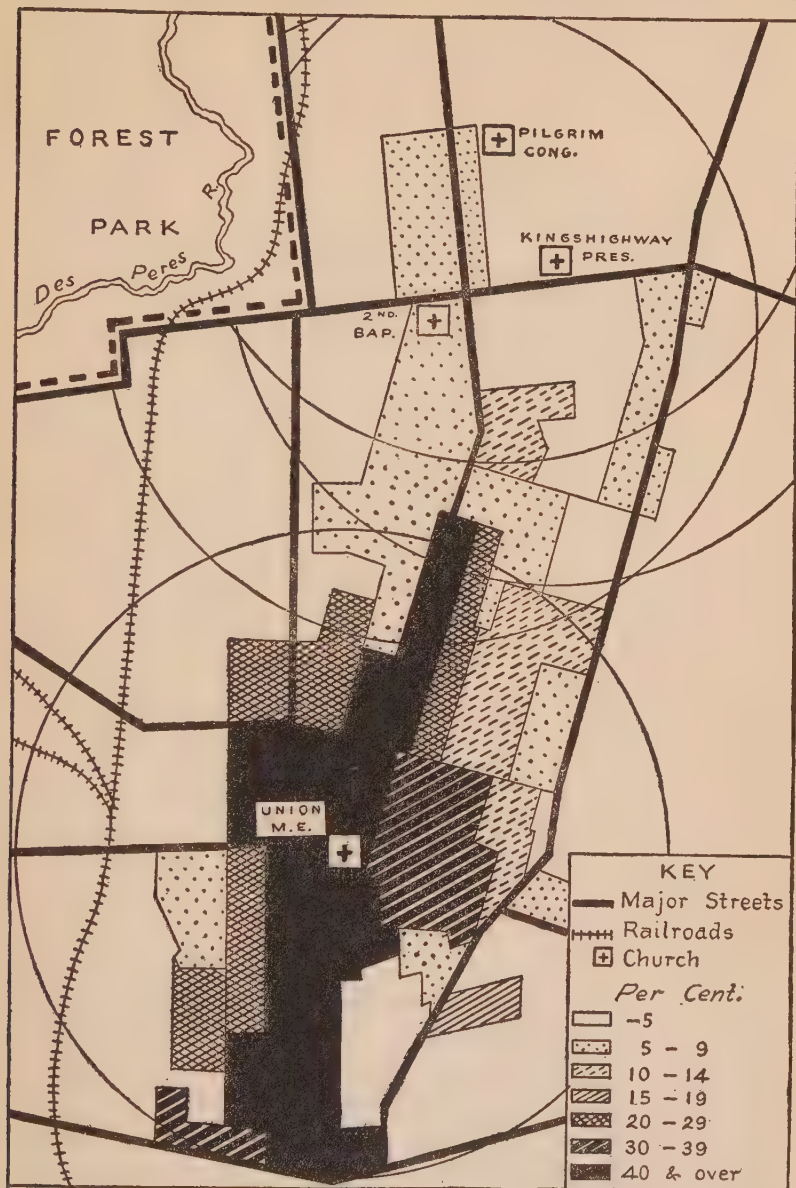 FOREST
PARK
Des Peres R.
PILGRIM
CONG.
KINGSHIGHWAY
PRES.
2ND.
BAP.
UNION
M.E.
KEY
Major Streets
Railroads
Church
Per Cent:
-5
5 - 9
10 - 14
15 - 19
20 - 29
30 - 39
40 & over